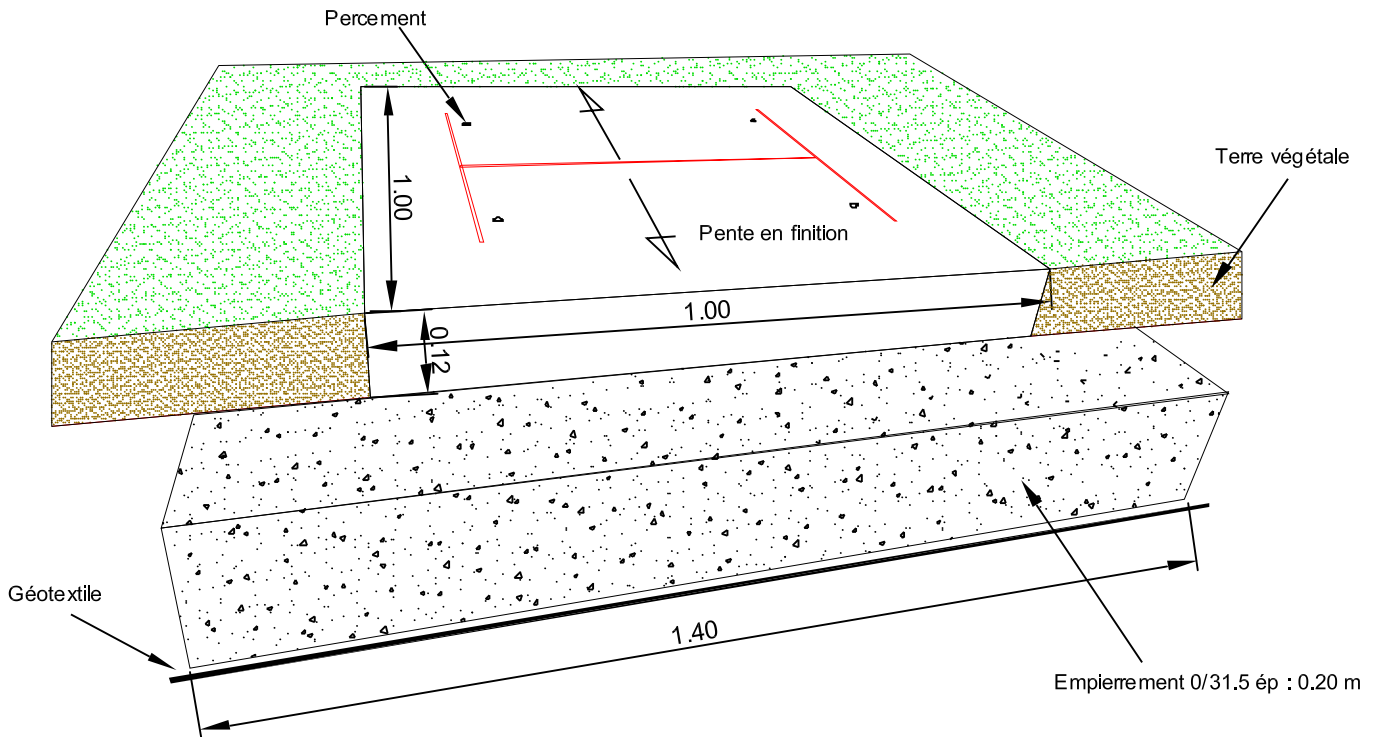 Percement
Terre végétale
1.00
Pente en finition
1.00
0.12
Géotextile
1.40
Empierrement 0/31.5 ép : 0.20 m